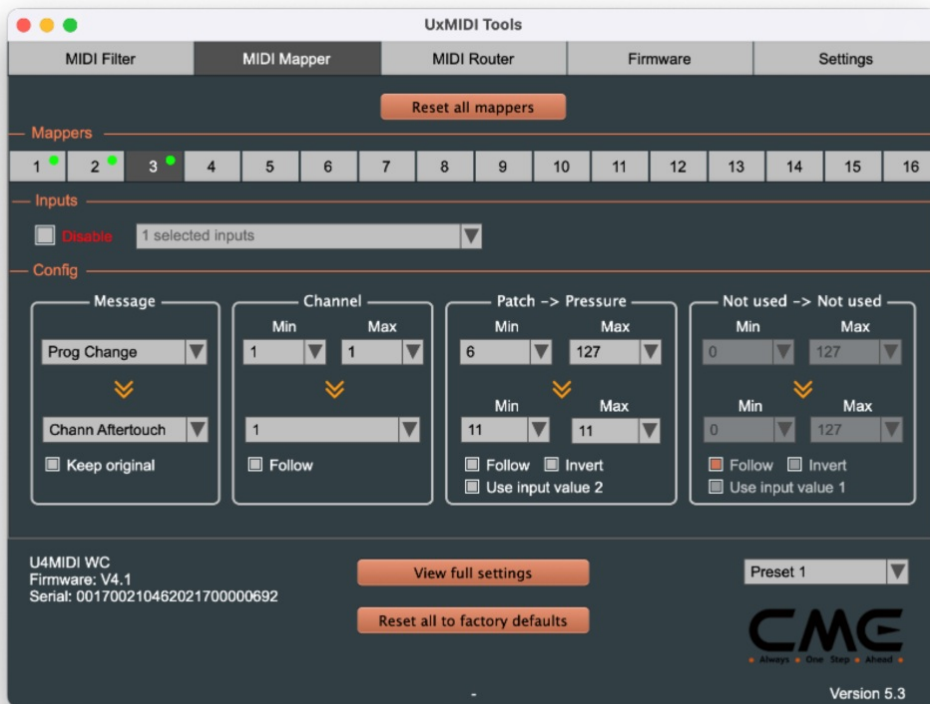 UxMIDI Tools
MIDI Filter MIDI Mapper MIDI Router Firmware Settings
Reset all mappers
Mappers
1 2 3 4 5 6 7 8 9 10 11 12 13 14 15 16
Inputs
Disable 1 selected inputs
Config
Message Channel Patch -> Pressure Not used -> Not used
Min Max Min Max Min Max
Prog Change 1 1 6 127 0 127
Min Max Min Max
Chann Aftertouch 1 11 11 0 127
Keep original Follow Follow Invert Follow Invert
Use input value 2 Use input value 1
U4MIDI WC
Firmware: V4.1
Serial: 001700210462021700000692
View full settings Preset 1
Reset all to factory defaults
CME
Always One Step Ahead
-
Version 5.3